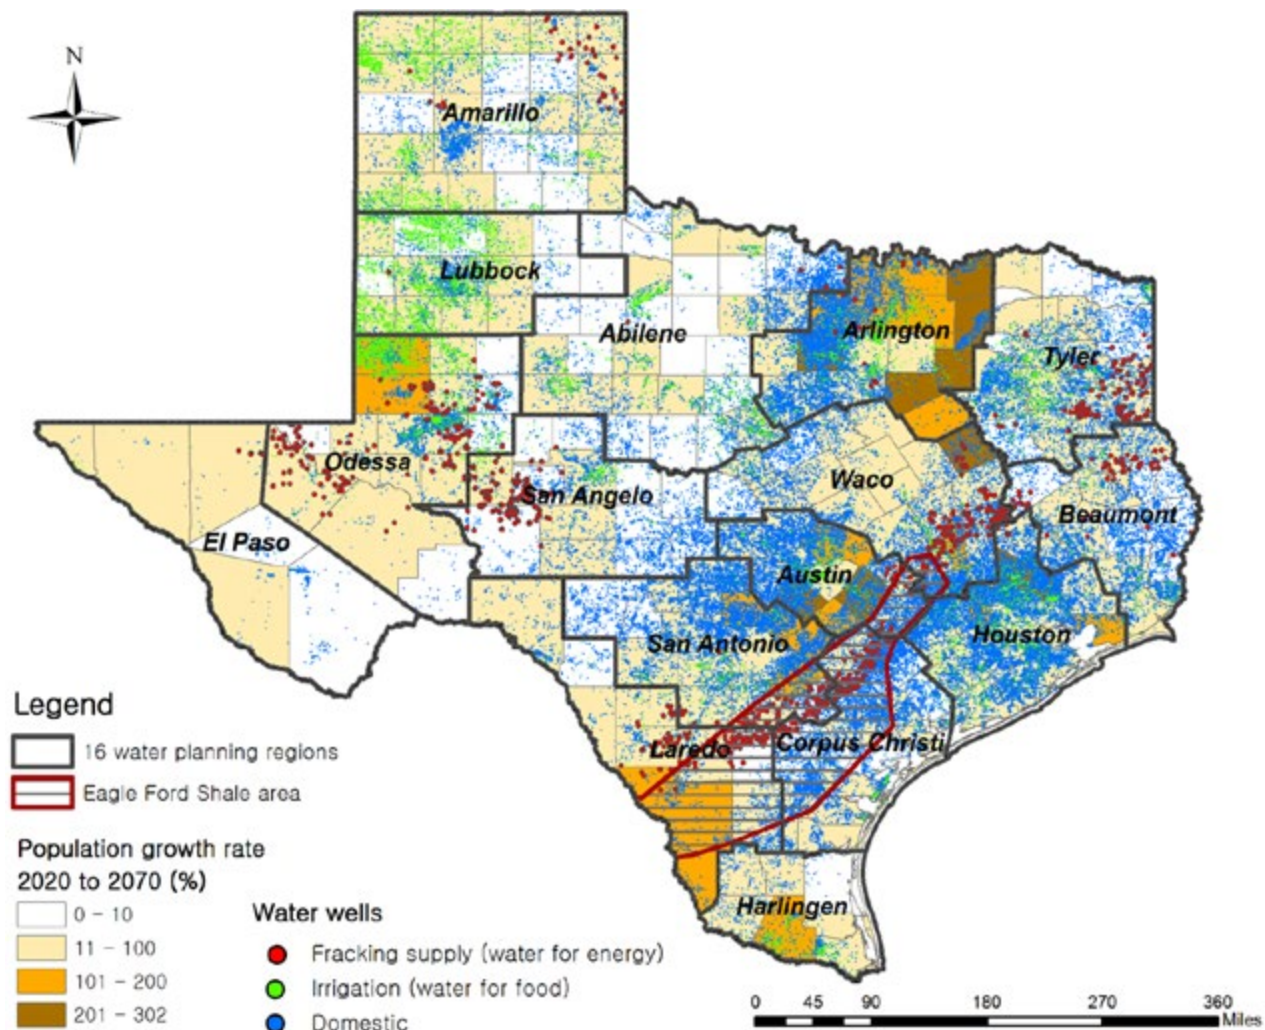 N
Amarillo
Lubbock
Abilene
Arlington
Tyler
Odessa
San Angelo
Waco
Beaumont
El Paso
Austin
San Antonio
Houston
Laredo
Corpus Christi
Harlingen
Legend
16 water planning regions
Eagle Ford Shale area
Population growth rate
2020 to 2070 (%)
0 - 10
11 - 100
101 - 200
201 - 302
Water wells
Fracking supply (water for energy)
Irrigation (water for food)
Domestic
0 45 90 180 270 360
Miles